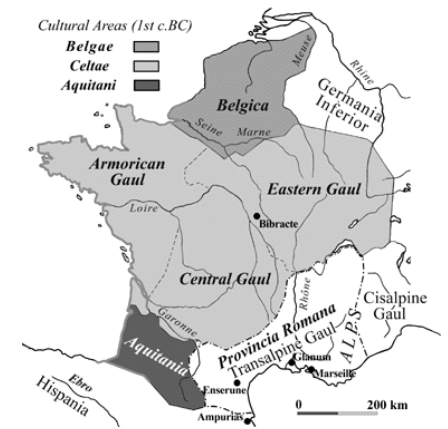 Cultural Areas (1st c.BC)
Belgae
Celtae
Aquitani
Meuse
Rhine
Belgica
Germania
Inferior
Seine
Marne
Armorican
Gaul
Eastern Gaul
Loire
Bibracte
Central Gaul
Rhône
Cisalpine
Gaul
Garonne
Provincia Romana
Transalpine Gaul
ALPS
Aquitania
Glanum
Marseille
Ebro
Hispania
Enserune
Ampurias
0
200 km